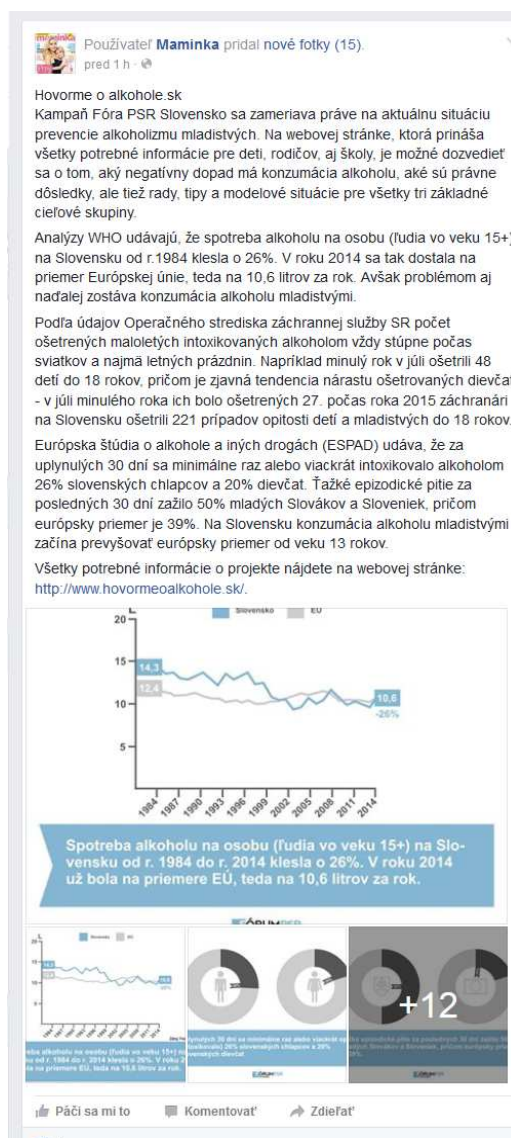 maminka
Používateľ Maminka pridal nové fotky (15).
pred 1 h ·
Hovorme o alkohole.sk
Kampaň Fóra PSR Slovensko sa zameriava práve na aktuálnu situáciu
prevencie alkoholizmu mladistvých. Na webovej stránke, ktorá prináša
všetky potrebné informácie pre deti, rodičov, aj školy, je možné dozvedieť
sa o tom, aký negatívny dopad má konzumácia alkoholu, aké sú právne
dôsledky, ale tiež rady, tipy a modelové situácie pre všetky tri základné
cieľové skupiny.
Analýzy WHO udávajú, že spotreba alkoholu na osobu (ľudia vo veku 15+)
na Slovensku od r.1984 klesla o 26%. V roku 2014 sa tak dostala na
priemer Európskej únie, teda na 10,6 litrov za rok. Avšak problémom aj
naďalej zostáva konzumácia alkoholu mladistvými.
Podľa údajov Operačného strediska záchrannej služby SR počet
ošetrených maloletých intoxikovaných alkoholom vždy stúpne počas
sviatkov a najmä letných prázdnin. Napríklad minulý rok v júli ošetrili 48
detí do 18 rokov, pričom je zjavná tendencia nárastu ošetrovaných dievčat
- v júli minulého roka ich bolo ošetrených 27. počas roka 2015 záchranári
na Slovensku ošetrili 221 prípadov opitosti detí a mladistvých do 18 rokov.
Európska štúdia o alkohole a iných drogách (ESPAD) udáva, že za
uplynulých 30 dní sa minimálne raz alebo viackrát intoxikovalo alkoholom
26% slovenských chlapcov a 20% dievčat. Ťažké epizodické pitie za
posledných 30 dní zažilo 50% mladých Slovákov a Sloveniek, pričom
európsky priemer je 39%. Na Slovensku konzumácia alkoholu mladistvými
začína prevyšovať európsky priemer od veku 13 rokov.
Všetky potrebné informácie o projekte nájdete na webovej stránke:
http://www.hovormeoalkohole.sk/.
L Slovensko EÚ
20
15
14,3
12,4
10
10,6
-26%
5
1984 1987 1990 1993 1996 1999 2002 2005 2008 2011 2014
Spotreba alkoholu na osobu (ľudia vo veku 15+) na Slo-
vensku od r. 1984 do r. 2014 klesla o 26%. V roku 2014
už bola na priemere EÚ, teda na 10,6 litrov za rok.
+12
Páči sa mi to Komentovať Zdieľať